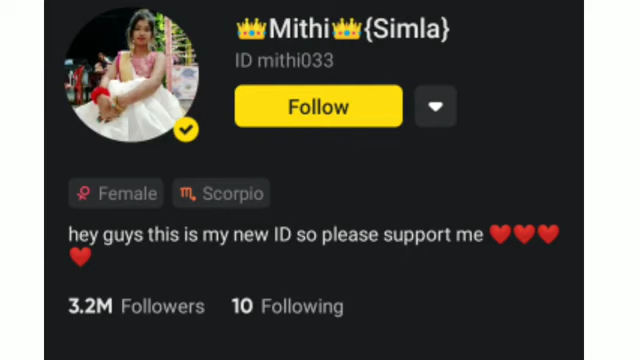 👑Mithi👑{Simla}
ID mithi033
Follow
Female
Scorpio
hey guys this is my new ID so please support me ❤️❤️❤️
❤️
3.2M Followers 10 Following